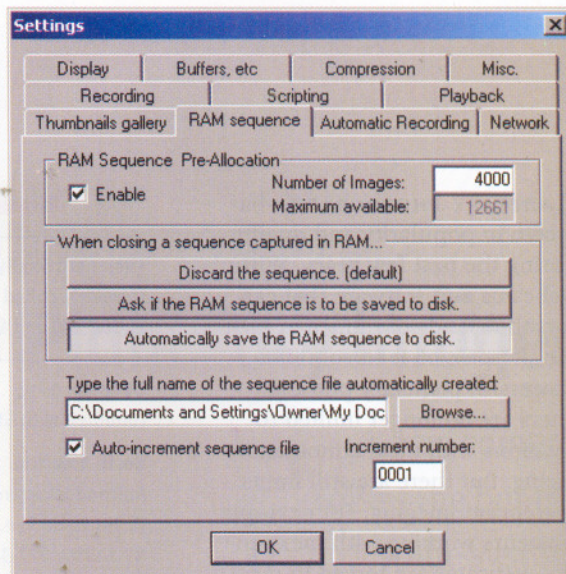 Settings
Display Buffers, etc Compression Misc.
Recording Scripting Playback
Thumbnails gallery RAM sequence Automatic Recording Network
RAM Sequence Pre-Allocation
Enable
Number of Images: 4000
Maximum available: 12661
When closing a sequence captured in RAM...
Discard the sequence. (default)
Ask if the RAM sequence is to be saved to disk.
Automatically save the RAM sequence to disk.
Type the full name of the sequence file automatically created:
C:\Documents and Settings\Owner\My Doc Browse...
Auto-increment sequence file
Increment number:
0001
OK Cancel